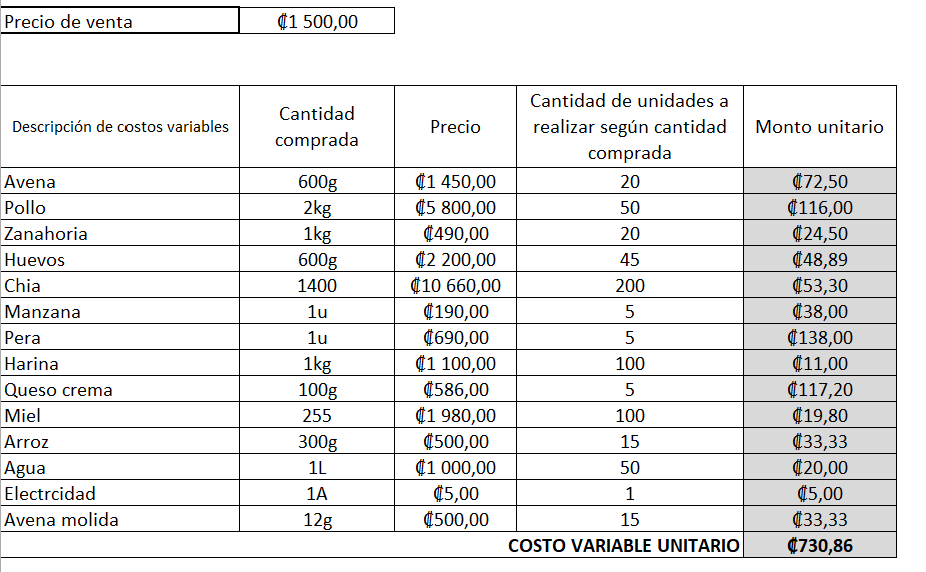 Precio de venta ₡1 500,00
Descripción de costos variables Cantidad comprada Precio Cantidad de unidades a realizar según cantidad comprada Monto unitario
Avena 600g ₡1 450,00 20 ₡72,50
Pollo 2kg ₡5 800,00 50 ₡116,00
Zanahoria 1kg ₡490,00 20 ₡24,50
Huevos 600g ₡2 200,00 45 ₡48,89
Chia 1400 ₡10 660,00 200 ₡53,30
Manzana 1u ₡190,00 5 ₡38,00
Pera 1u ₡690,00 5 ₡138,00
Harina 1kg ₡1 100,00 100 ₡11,00
Queso crema 100g ₡586,00 5 ₡117,20
Miel 255 ₡1 980,00 100 ₡19,80
Arroz 300g ₡500,00 15 ₡33,33
Agua 1L ₡1 000,00 50 ₡20,00
Electrcidad 1A ₡5,00 1 ₡5,00
Avena molida 12g ₡500,00 15 ₡33,33
COSTO VARIABLE UNITARIO ₡730,86